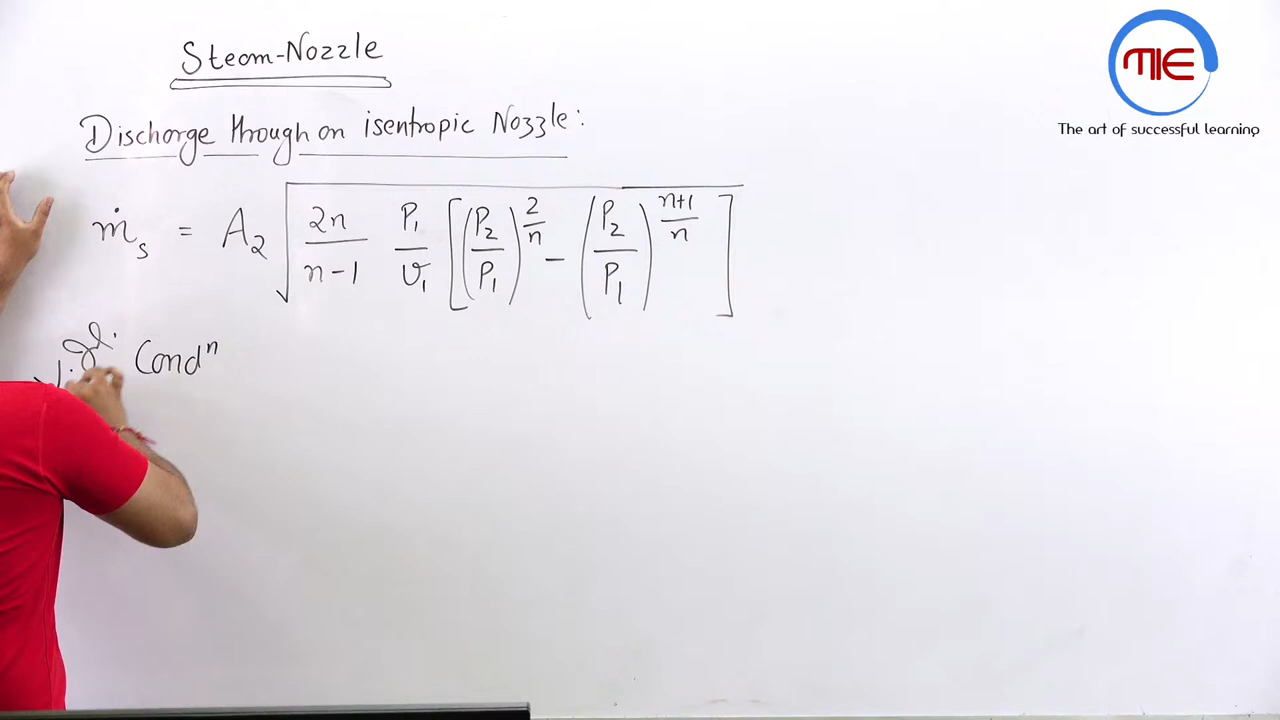 Steam-Nozzle
MIE
The art of successful learning
Discharge through an isentropic Nozzle:
ṁₛ = A₂ √( 2n/(n-1) P₁/v₁ [ (P₂/P₁)^(2/n) - (P₂/P₁)^((n+1)/n) ] )
Condⁿ